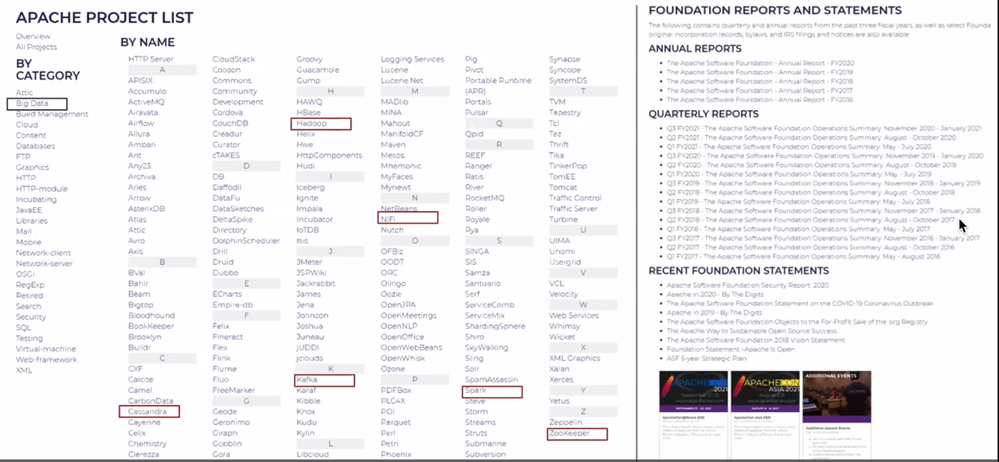 APACHE PROJECT LIST
Overview
All Projects
BY
CATEGORY
Attic
Big Data
Build Management
Cloud
Content
Databases
FTP
Graphics
HTTP
HTTP-module
Incubating
JavaEE
Libraries
Mail
Mobile
Network-client
Network-server
OSGi
RegExp
Retired
Search
Security
SQL
Testing
Virtual-machine
Web-framework
XML
BY NAME
HTTP Server
A
APISIX
Accumulo
ActiveMQ
Airavata
Airflow
Allura
Ambari
Ant
Any23
Archiva
Aries
Arrow
AsterixDB
Atlas
Attic
Avro
Axis
B
BVal
Bahir
Beam
Bigtop
Bloodhound
BookKeeper
Brooklyn
Buildr
C
CXF
Calcite
Camel
CarbonData
Cassandra
Cayenne
Celix
Chemistry
Clerezza
CloudStack
Cocoon
Commons
Community
Development
Cordova
CouchDB
Creadur
Curator
cTAKES
D
DB
Daffodil
DataFu
DataSketches
DeltaSpike
Directory
DolphinScheduler
Drill
Druid
Dubbo
E
Empire-db
F
Felix
Fineract
Flex
Flink
Flume
Fluo
FreeMarker
G
Geode
Geronimo
Giraph
Gobblin
Gora
Groovy
Guacamole
Gump
H
HAWQ
HBase
Hadoop
Helix
Hive
HttpComponents
Hudi
I
Iceberg
Ignite
Impala
Incubator
IoTDB
Isis
J
JMeter
JSPWiki
Jackrabbit
James
Jena
Johnzon
Joshua
Juneau
jUDDI
jclouds
K
Kafka
Karaf
Kibble
Knox
Kudu
Kylin
L
Libcloud
Logging Services
Lucene
Lucene.Net
M
MADlib
MINA
Mahout
ManifoldCF
Maven
Mesos
Mnemonic
MyFaces
Mynewt
N
NetBeans
NiFi
Nutch
O
OFBiz
OODT
ORC
Olingo
Oozie
OpenJPA
OpenMeetings
OpenNLP
OpenOffice
OpenWebBeans
OpenWhisk
Ozone
P
PDFBox
PLC4X
POI
Parquet
Perl
Petri
Phoenix
Pig
Pivot
Portable Runtime
(APR)
Portals
Pulsar
Q
Qpid
R
REEF
Ranger
Ratis
River
RocketMQ
Roller
Royale
Rya
S
SINGA
SIS
Samza
Santuario
Serf
ServiceComb
ServiceMix
ShardingSphere
Shiro
SkyWalking
Sling
Solr
SpamAssassin
Spark
Steve
Storm
Streams
Struts
Submarine
Subversion
Synapse
Syncope
SystemDS
T
TVM
Tapestry
Tcl
Tez
Thrift
Tika
TinkerPop
TomEE
Tomcat
Traffic Control
Traffic Server
Turbine
U
UIMA
Unomi
Usergrid
V
VCL
Velocity
W
Web Services
Whimsy
Wicket
X
XML Graphics
Xalan
Xerces
Y
Yetus
Z
Zeppelin
ZooKeeper
FOUNDATION REPORTS AND STATEMENTS
The following contains quarterly and annual reports from the past three fiscal years, as well as select Founda
original incorporation records, bylaws, and IRS filings and notices are also available
ANNUAL REPORTS
The Apache Software Foundation - Annual Report - FY2020
The Apache Software Foundation - Annual Report - FY2019
The Apache Software Foundation - Annual Report - FY2018
The Apache Software Foundation - Annual Report - FY2017
The Apache Software Foundation - Annual Report - FY2016
QUARTERLY REPORTS
Q3 FY2021 - The Apache Software Foundation Operations Summary: November 2020 - January 2021
Q2 FY2021 - The Apache Software Foundation Operations Summary: August - October 2020
Q1 FY2021 - The Apache Software Foundation Operations Summary: May - July 2020
Q3 FY2020 - The Apache Software Foundation Operations Summary: November 2019 - January 2020
Q2 FY2020 - The Apache Software Foundation Operations Summary: August - October 2019
Q1 FY2020 - The Apache Software Foundation Operations Summary: May - July 2019
Q3 FY2019 - The Apache Software Foundation Operations Summary: November 2018 - January 2019
Q2 FY2019 - The Apache Software Foundation Operations Summary: August - October 2018
Q1 FY2019 - The Apache Software Foundation Operations Summary: May - July 2018
Q3 FY2018 - The Apache Software Foundation Operations Summary: November 2017 - January 2018
Q2 FY2018 - The Apache Software Foundation Operations Summary: August - October 2017
Q1 FY2018 - The Apache Software Foundation Operations Summary: May - July 2017
Q3 FY2017 - The Apache Software Foundation Operations Summary: November 2016 - January 2017
Q2 FY2017 - The Apache Software Foundation Operations Summary: August - October 2016
Q1 FY2017 - The Apache Software Foundation Operations Summary: May - August 2016
RECENT FOUNDATION STATEMENTS
Apache Software Foundation Security Report: 2020
Apache in 2020 - By The Digits
The Apache Software Foundation Statement on the COVID-19 Coronavirus Outbreak
Apache in 2019 - By The Digits
The Apache Software Foundation Objects to the For-Profit Sale of the .org Registry
The Apache Way to Sustainable Open Source Success
The Apache Software Foundation 2018 Vision Statement
Foundation Statement –Apache Is Open.
ASF 5-year Strategic Plan
APACHECON
2021
September 21-23
www.apachecon.com
ApacheCon@Home 2021
APACHECON
ASIA 2021
August 6-8
www.apachecon.com
ApacheCon Asia 2021
ADDITIONAL EVENTS
Additional Apache Events